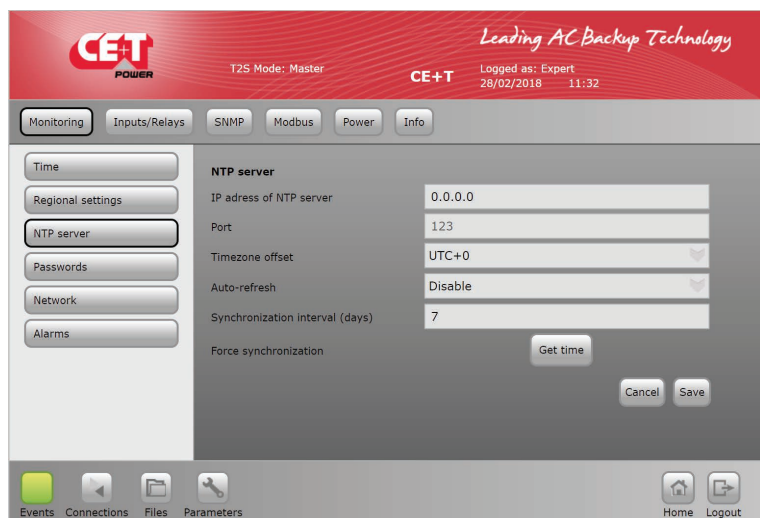 CE+T
POWER
Leading AC Backup Technology
T2S Mode: Master
CE+T
Logged as: Expert
28/02/2018 11:32
Monitoring Inputs/Relays SNMP Modbus Power Info
Time
Regional settings
NTP server
Passwords
Network
Alarms
NTP server
IP adress of NTP server 0.0.0.0
Port 123
Timezone offset UTC+0
Auto-refresh Disable
Synchronization interval (days) 7
Force synchronization Get time
Cancel Save
Events Connections Files Parameters Home Logout